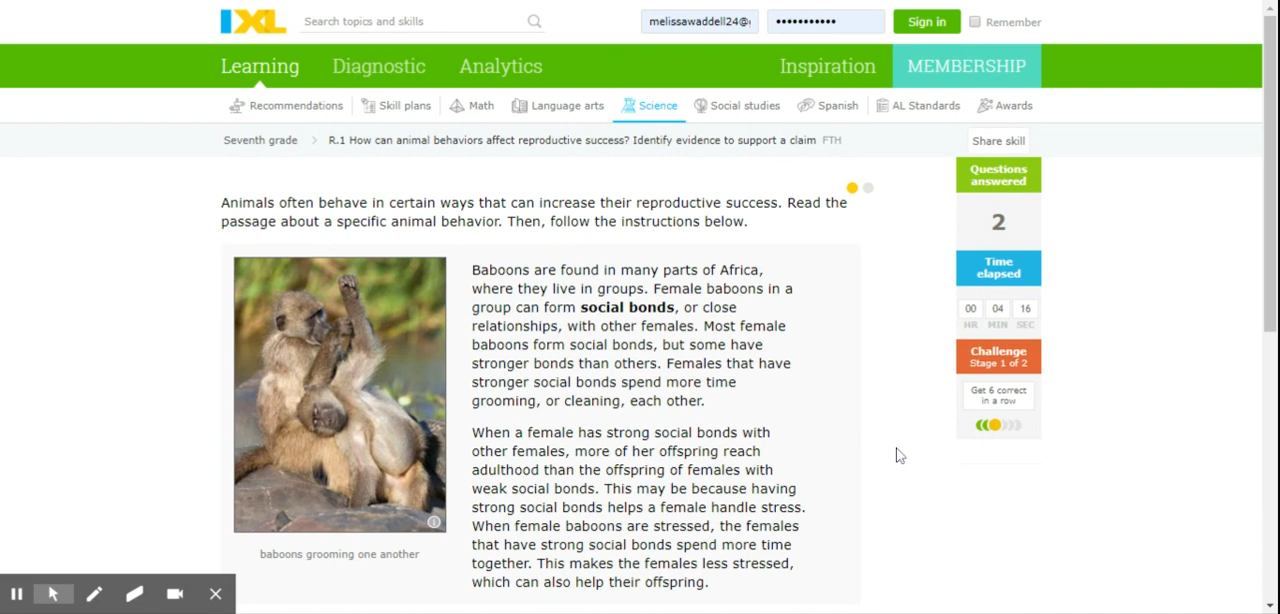 IXL Search topics and skills melissawaddell24@ ••••••••••• Sign in Remember
Learning Diagnostic Analytics Inspiration MEMBERSHIP
Recommendations Skill plans Math Language arts Science Social studies Spanish AL Standards Awards
Seventh grade > R.1 How can animal behaviors affect reproductive success? Identify evidence to support a claim FTH Share skill
Animals often behave in certain ways that can increase their reproductive success. Read the
passage about a specific animal behavior. Then, follow the instructions below.
Baboons are found in many parts of Africa,
where they live in groups. Female baboons in a
group can form social bonds, or close
relationships, with other females. Most female
baboons form social bonds, but some have
stronger bonds than others. Females that have
stronger social bonds spend more time
grooming, or cleaning, each other.
When a female has strong social bonds with
other females, more of her offspring reach
adulthood than the offspring of females with
weak social bonds. This may be because having
strong social bonds helps a female handle stress.
When female baboons are stressed, the females
that have strong social bonds spend more time
together. This makes the females less stressed,
which can also help their offspring.
baboons grooming one another
Questions
answered
2
Time
elapsed
00 04 16
HR MIN SEC
Challenge
Stage 1 of 2
Get 6 correct
in a row